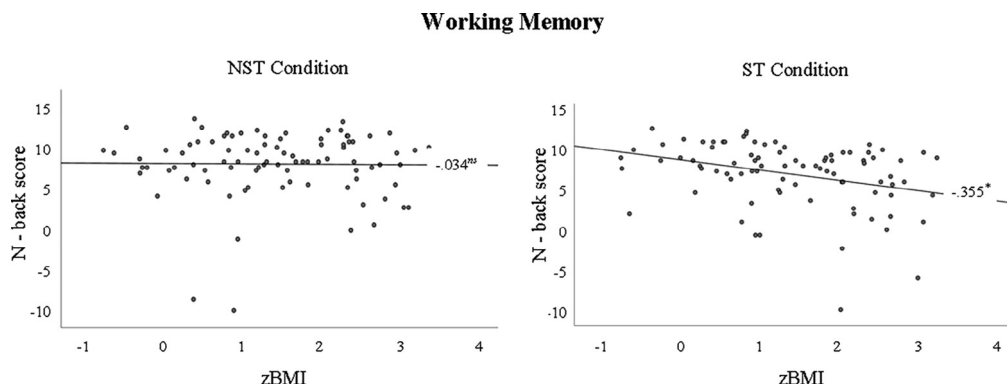 Working Memory
NST Condition
N - back score
15
10
5
0
-5
-10
-.034ns
-1 0 1 2 3 4
zBMI
ST Condition
N - back score
15
10
5
0
-5
-10
-.355*
-1 0 1 2 3 4
zBMI